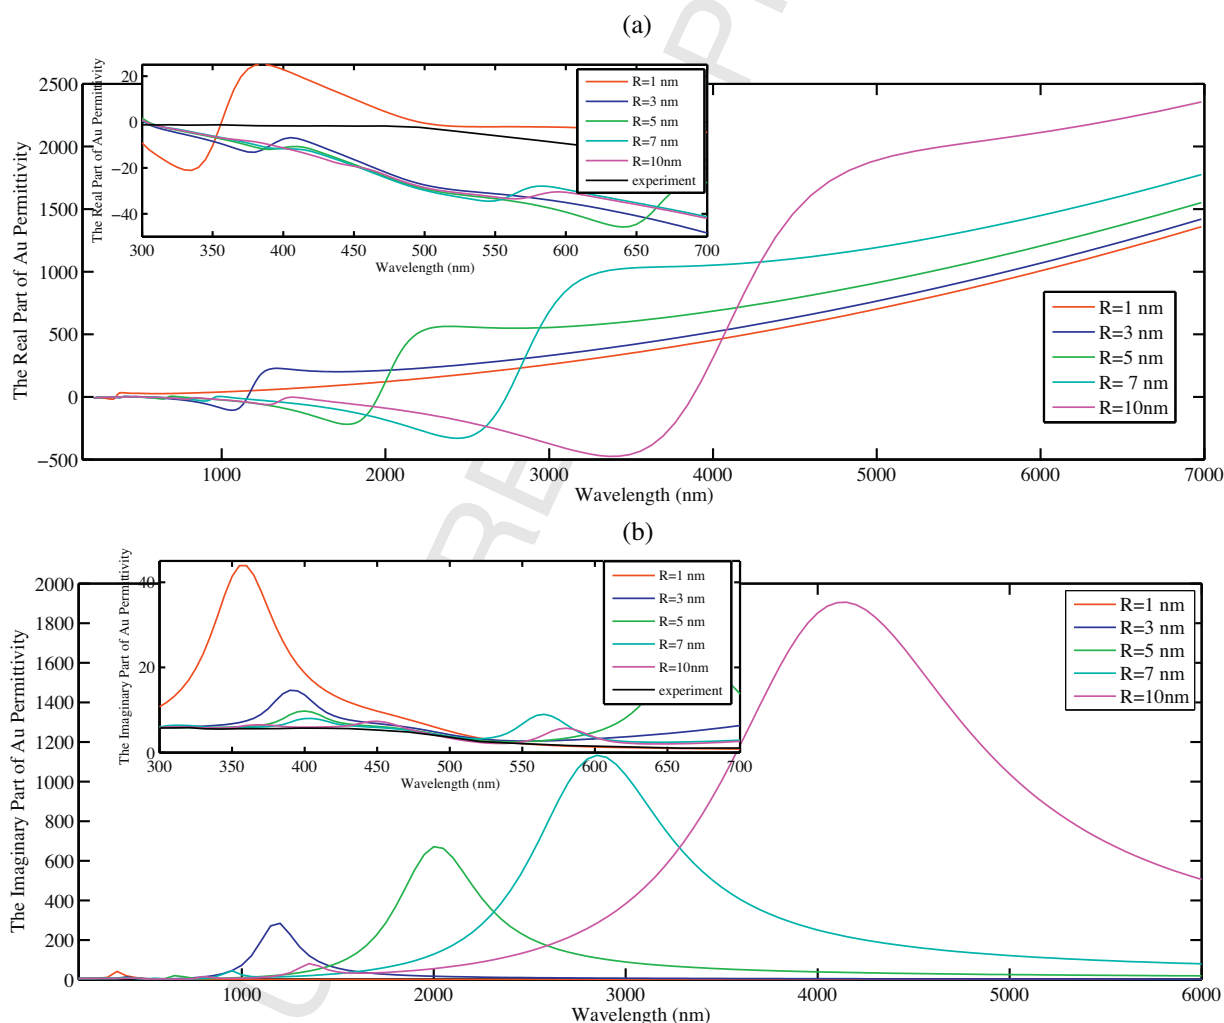 (a)
The Real Part of Au Permittivity
2500
2000
1500
1000
500
0
−500
1000
2000
3000
4000
5000
6000
7000
Wavelength (nm)
The Real Part of Au Permittivity
20
0
−20
−40
300
350
400
450
500
550
600
650
700
Wavelength (nm)
R=1 nm
R=3 nm
R=5 nm
R=7 nm
R=10nm
experiment
R=1 nm
R=3 nm
R=5 nm
R= 7 nm
R=10nm
(b)
The Imaginary Part of Au Permittivity
2000
1800
1600
1400
1200
1000
800
600
400
200
0
1000
2000
3000
4000
5000
6000
Wavelength (nm)
The Imaginary Part of Au Permittivity
40
20
0
300
350
400
450
500
550
600
650
700
Wavelength (nm)
R=1 nm
R=3 nm
R=5 nm
R=7 nm
R=10nm
experiment
R=1 nm
R=3 nm
R=5 nm
R=7 nm
R=10nm